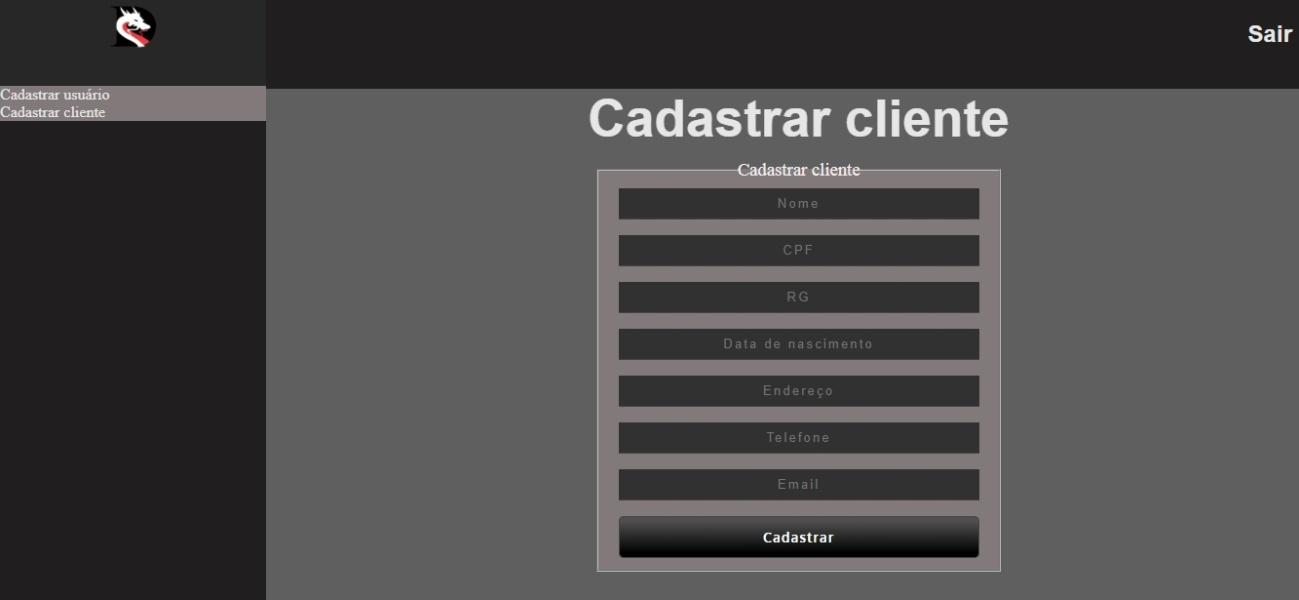 Sair
Cadastrar usuário
Cadastrar cliente
Cadastrar cliente
Cadastrar cliente
Nome
CPF
RG
Data de nascimento
Endereço
Telefone
Email
Cadastrar